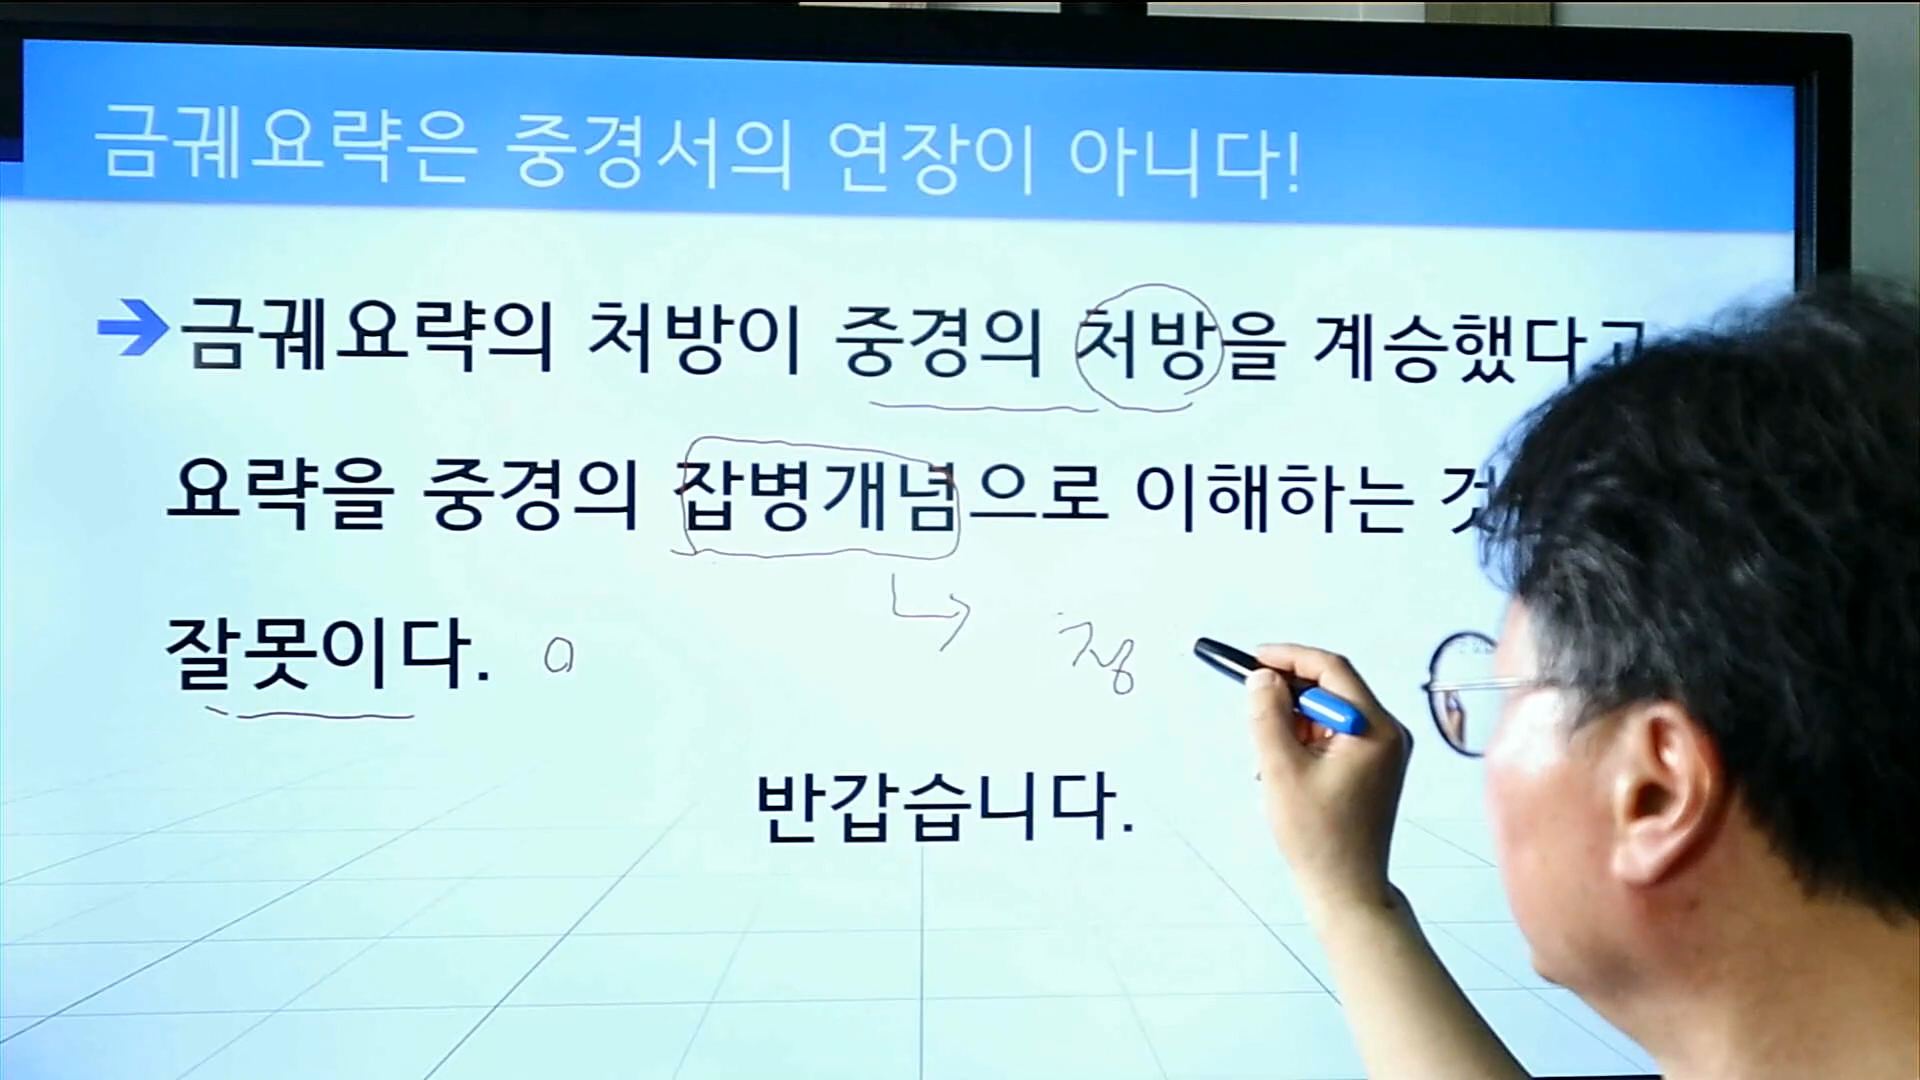 금궤요략은 중경서의 연장이 아니다!
금궤요략의 처방이 중경의 처방을 계승했다고
요략을 중경의 잡병개념으로 이해하는 것
잘못이다.
정
반갑습니다.